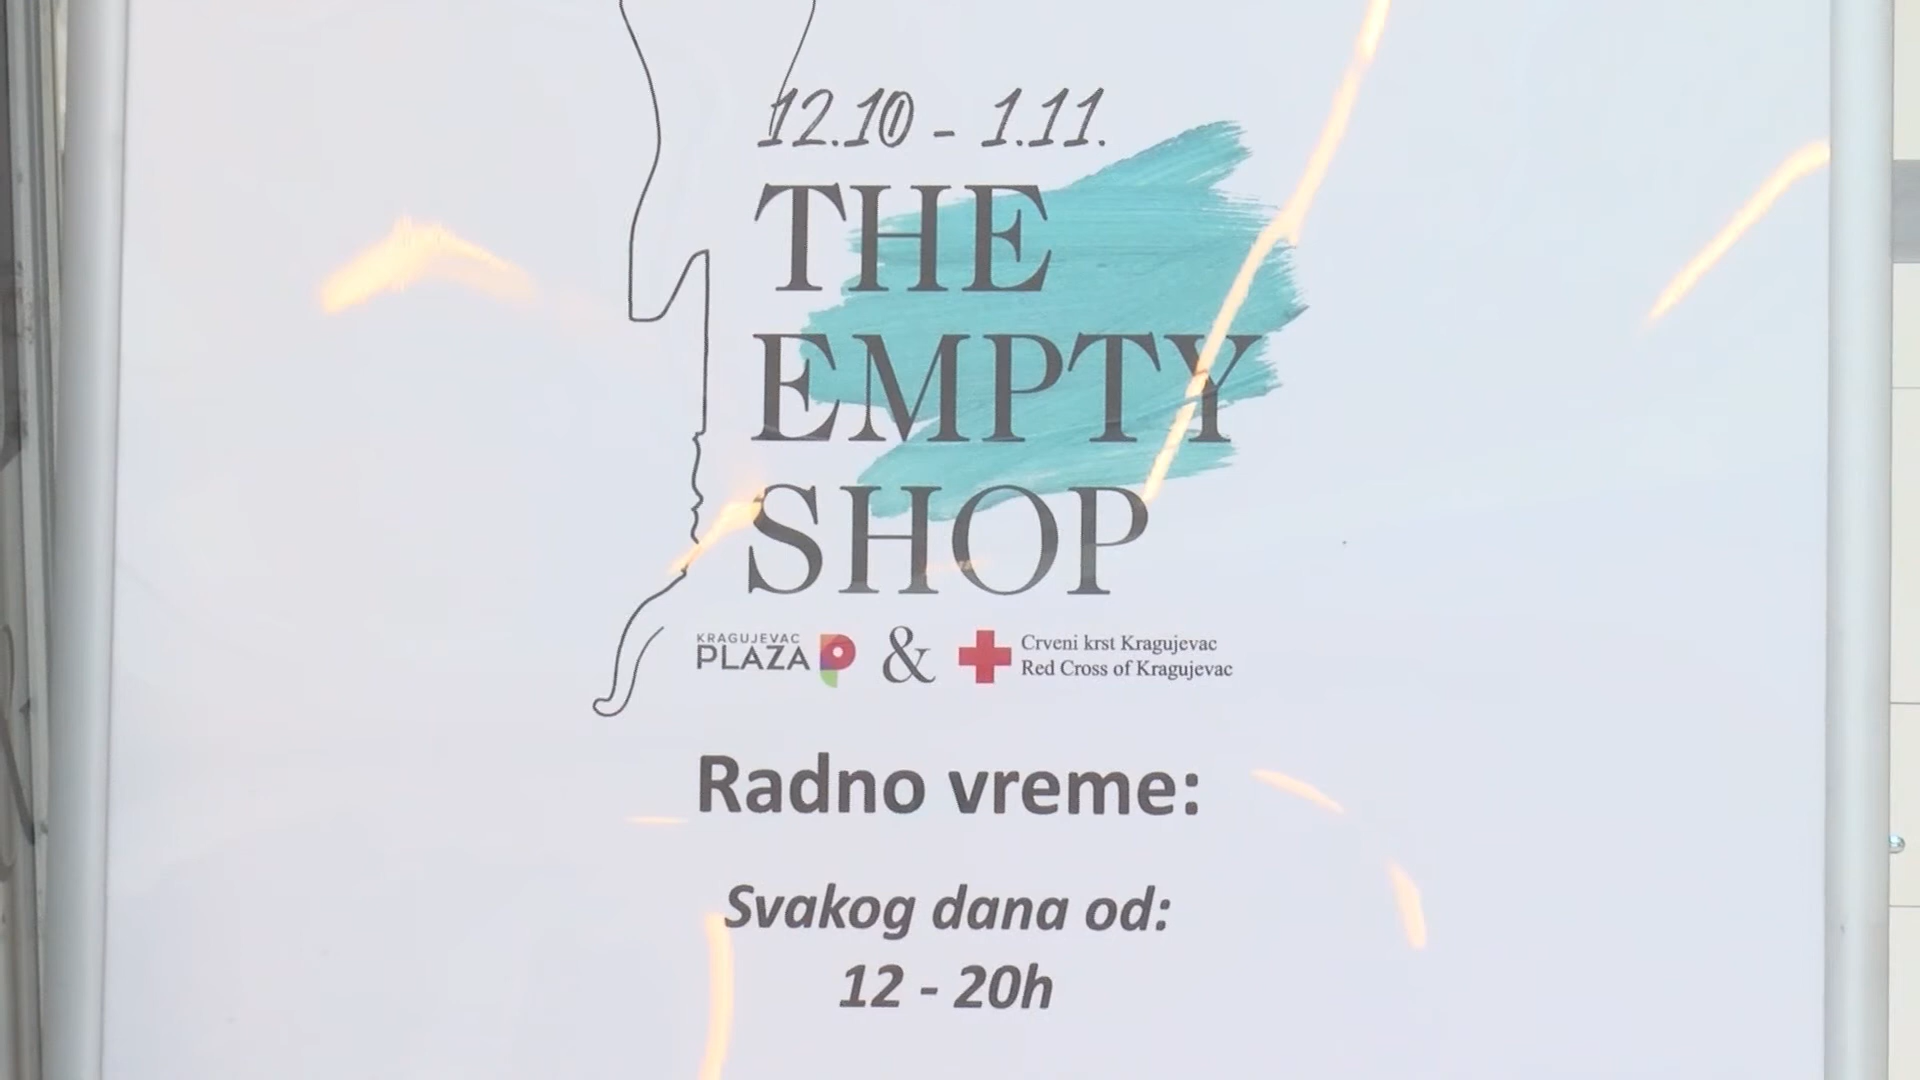 12.10 - 1.11.
THE
EMPTY
SHOP
KRAGUJEVAC
PLAZA
&
Crveni krst Kragujevac
Red Cross of Kragujevac
Radno vreme:
Svakog dana od:
12 - 20h